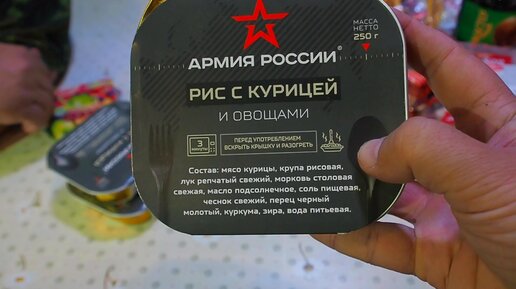 МАССА
НЕТТО
250 г
АРМИЯ РОССИИ®
РИС С КУРИЦЕЙ
И ОВОЩАМИ
3
ПЕРЕД УПОТРЕБЛЕНИЕМ
ВСКРЫТЬ КРЫШКУ И РАЗОГРЕТЬ
Состав: мясо курицы, крупа рисовая,
лук репчатый свежий, морковь столовая
свежая, масло подсолнечное, соль пищевая,
чеснок свежий, перец черный
молотый, куркума, зира, вода питьевая.